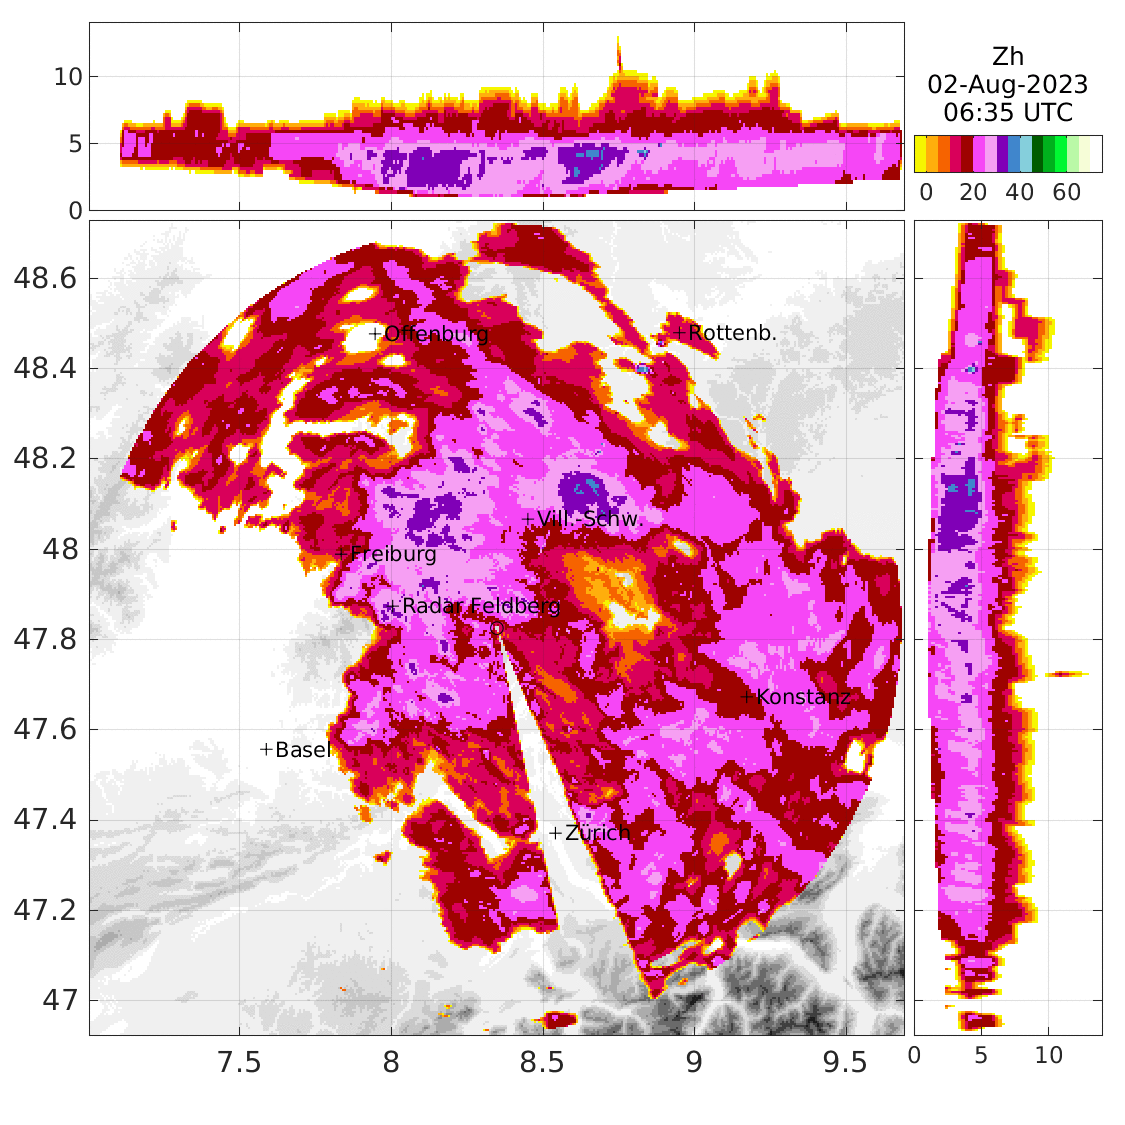 10
5
0
Zh
02-Aug-2023
06:35 UTC
0 20 40 60
48.6
48.4
48.2
48
47.8
47.6
47.4
47.2
47
+Offenburg
+Rottenb.
+Vill.-Schw.
+Freiburg
+Radar Feldberg
+Konstanz
+Basel
+Zürich
7.5 8 8.5 9 9.5
0 5 10